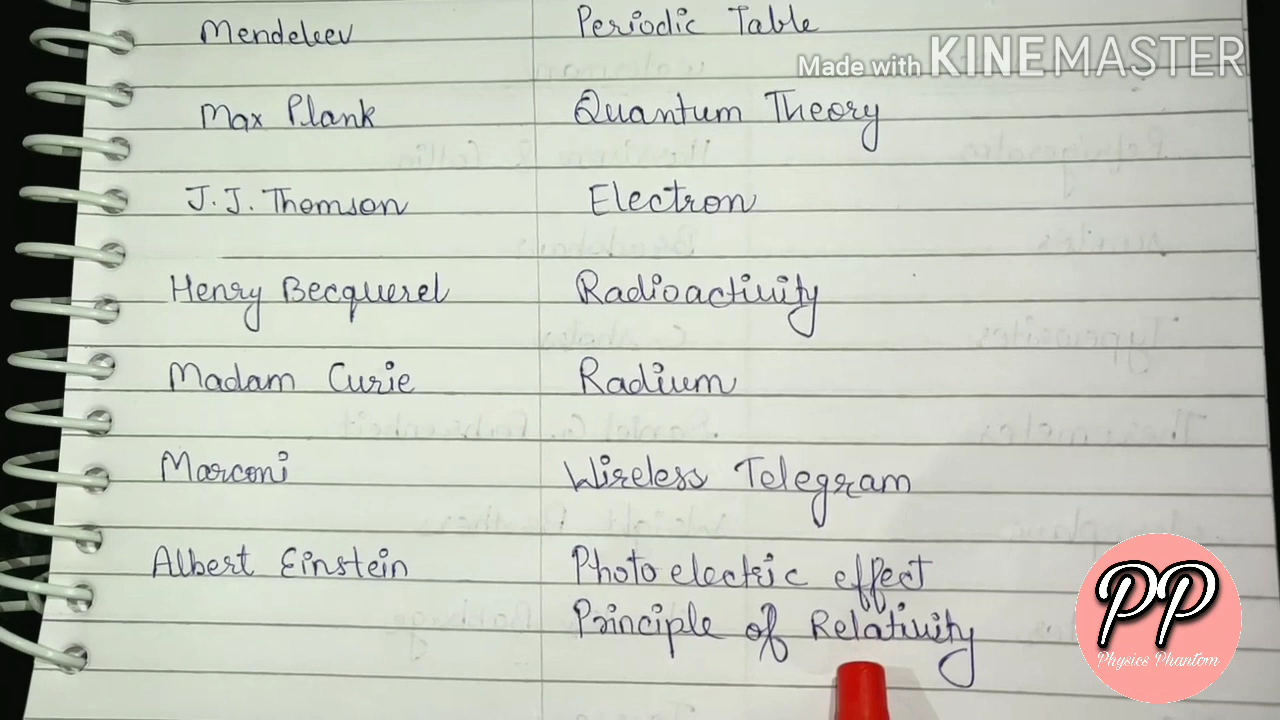 Mendeleev Periodic Table
Made with KINEMASTER
Max Plank Quantum Theory
J.J. Thomson Electron
Henry Becquerel Radioactivity
Madam Curie Radium
Marconi Wireless Telegram
Albert Einstein Photo electric effect
Principle of Relativity
PP
Physics Phantom